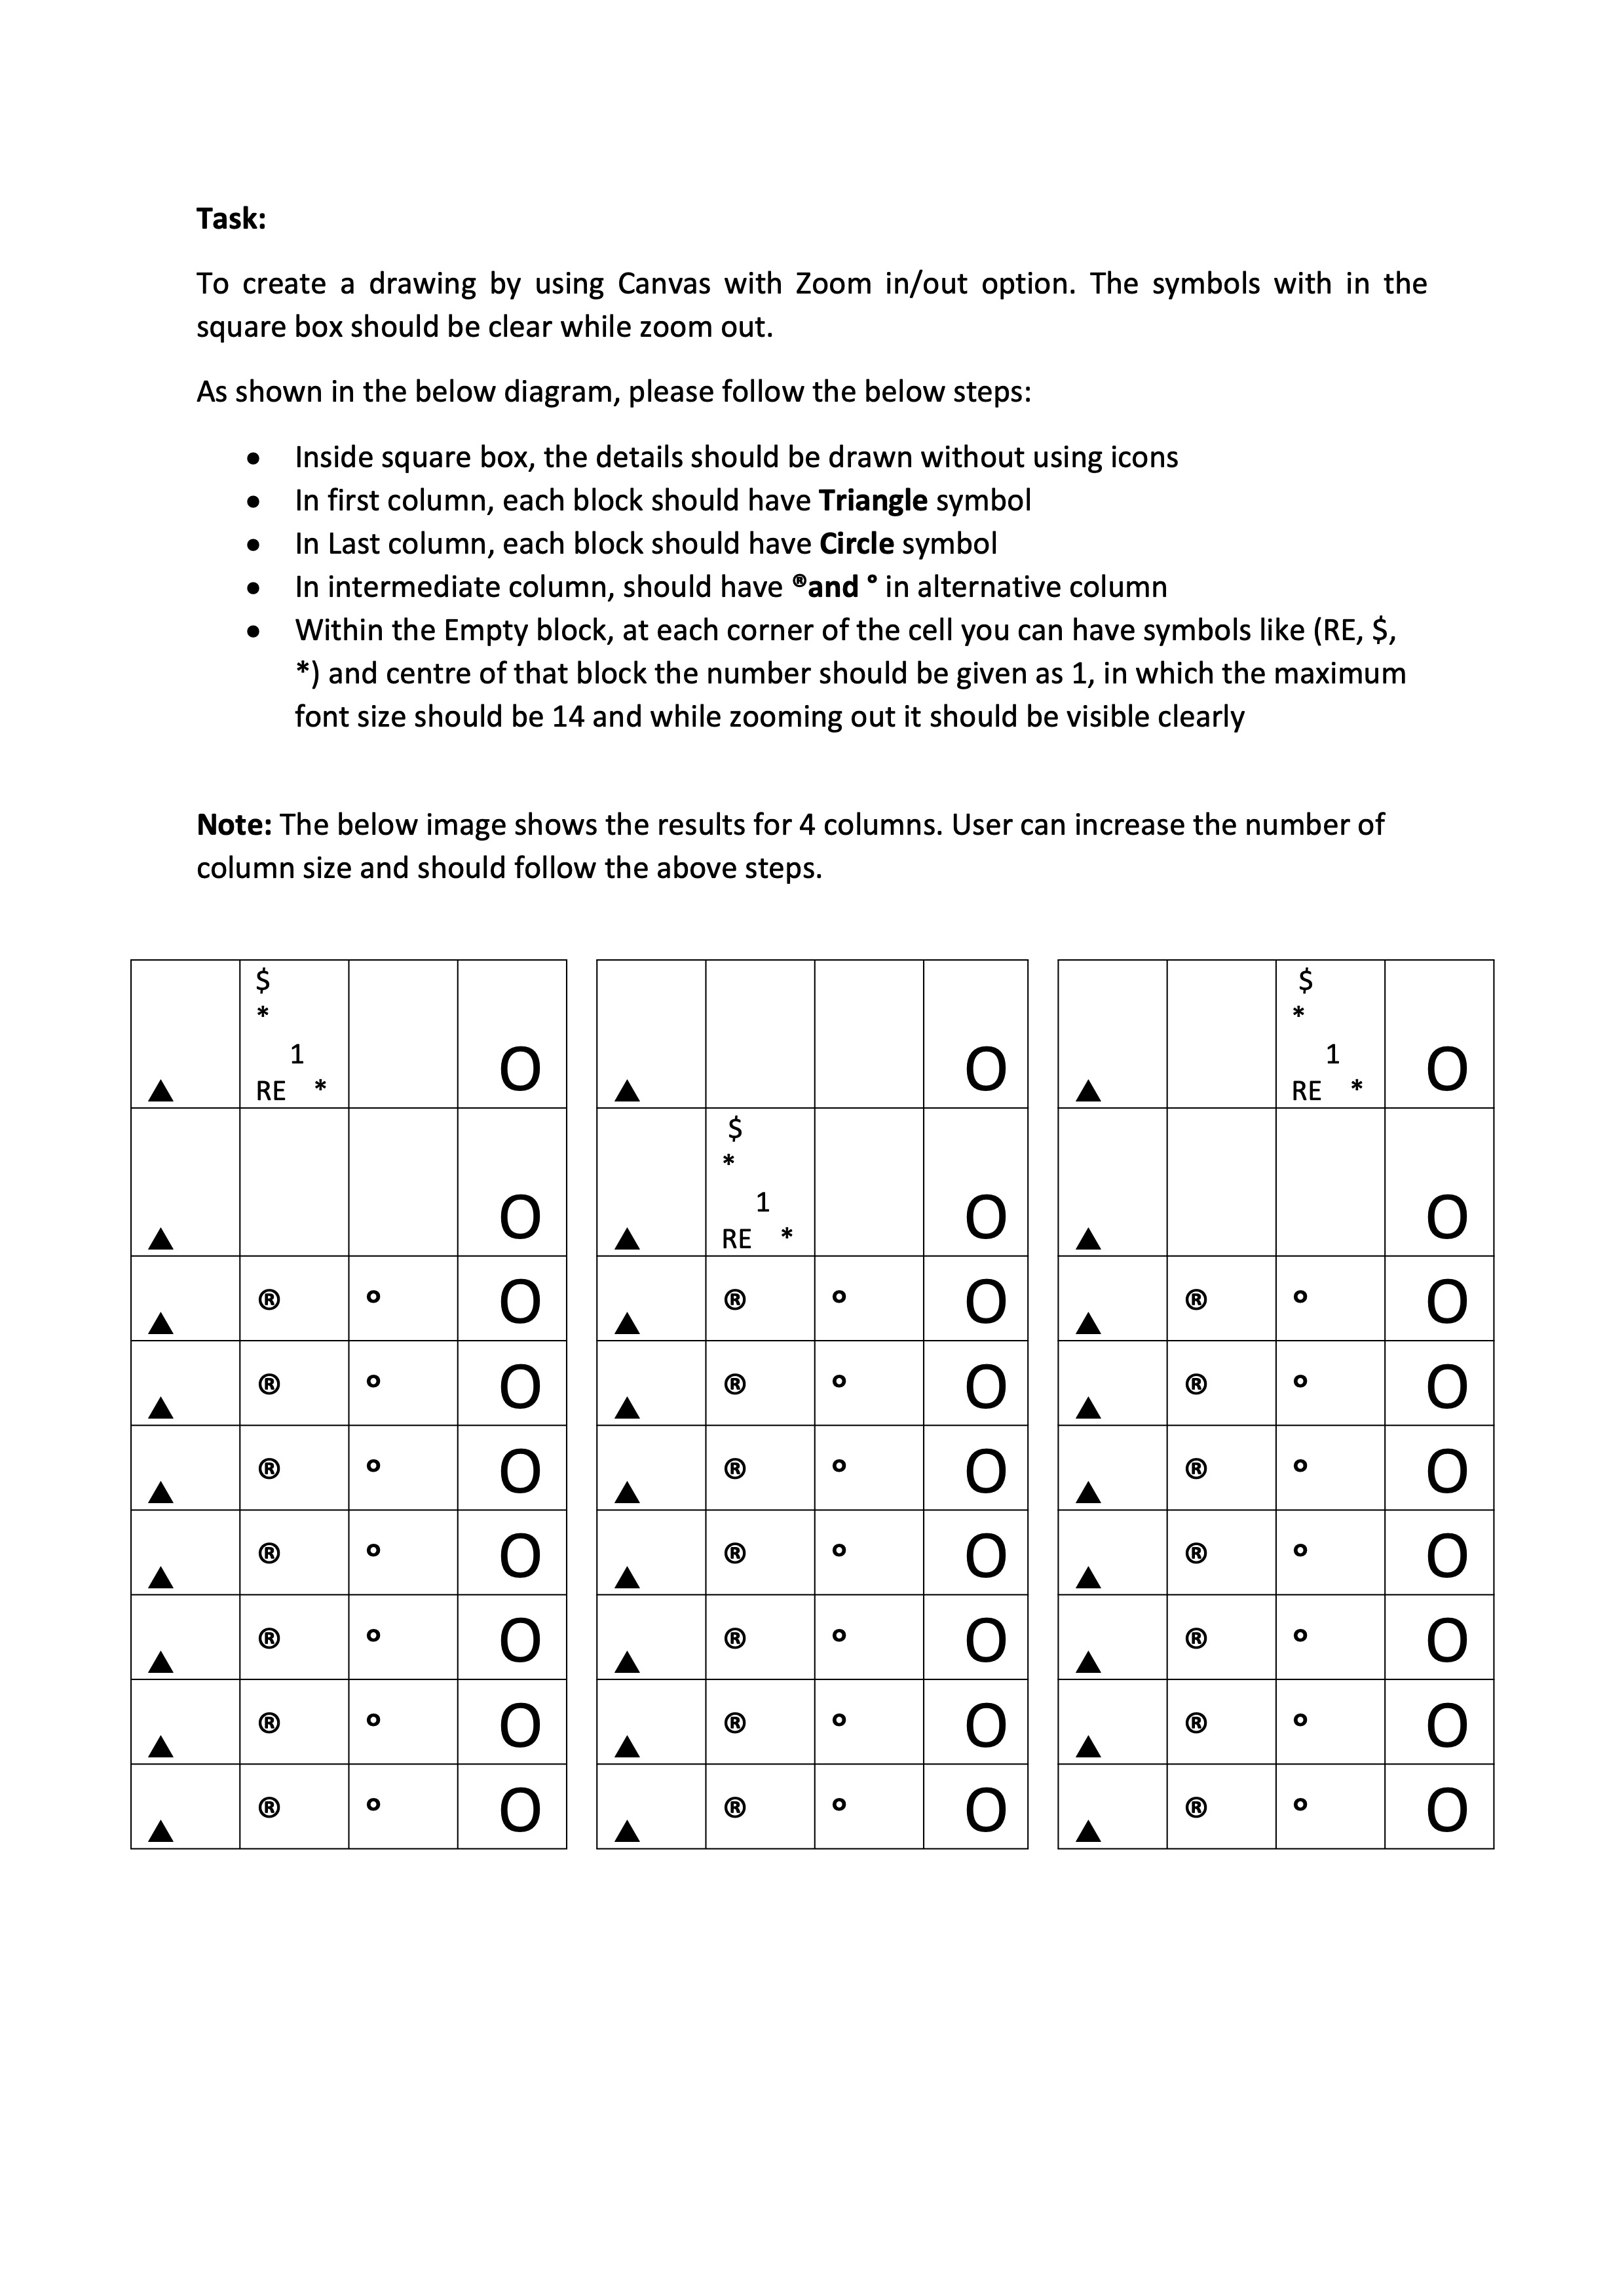 Task:
To create a drawing by using Canvas with Zoom in/out option. The symbols with in the
square box should be clear while zoom out.
As shown in the below diagram, please follow the below steps:
• Inside square box, the details should be drawn without using icons
• In first column, each block should have Triangle symbol
• In Last column, each block should have Circle symbol
• In intermediate column, should have ®and ° in alternative column
• Within the Empty block, at each corner of the cell you can have symbols like (RE, $,
*) and centre of that block the number should be given as 1, in which the maximum
font size should be 14 and while zooming out it should be visible clearly
Note: The below image shows the results for 4 columns. User can increase the number of
column size and should follow the above steps.
$ $
* *
1 1
▲ RE * O ▲ O ▲ RE * O
$
*
1
▲ O ▲ RE * O ▲ O
▲ ® ° O ▲ ® ° O ▲ ® ° O
▲ ® ° O ▲ ® ° O ▲ ® ° O
▲ ® ° O ▲ ® ° O ▲ ® ° O
▲ ® ° O ▲ ® ° O ▲ ® ° O
▲ ® ° O ▲ ® ° O ▲ ® ° O
▲ ® ° O ▲ ® ° O ▲ ® ° O
▲ ® ° O ▲ ® ° O ▲ ® ° O